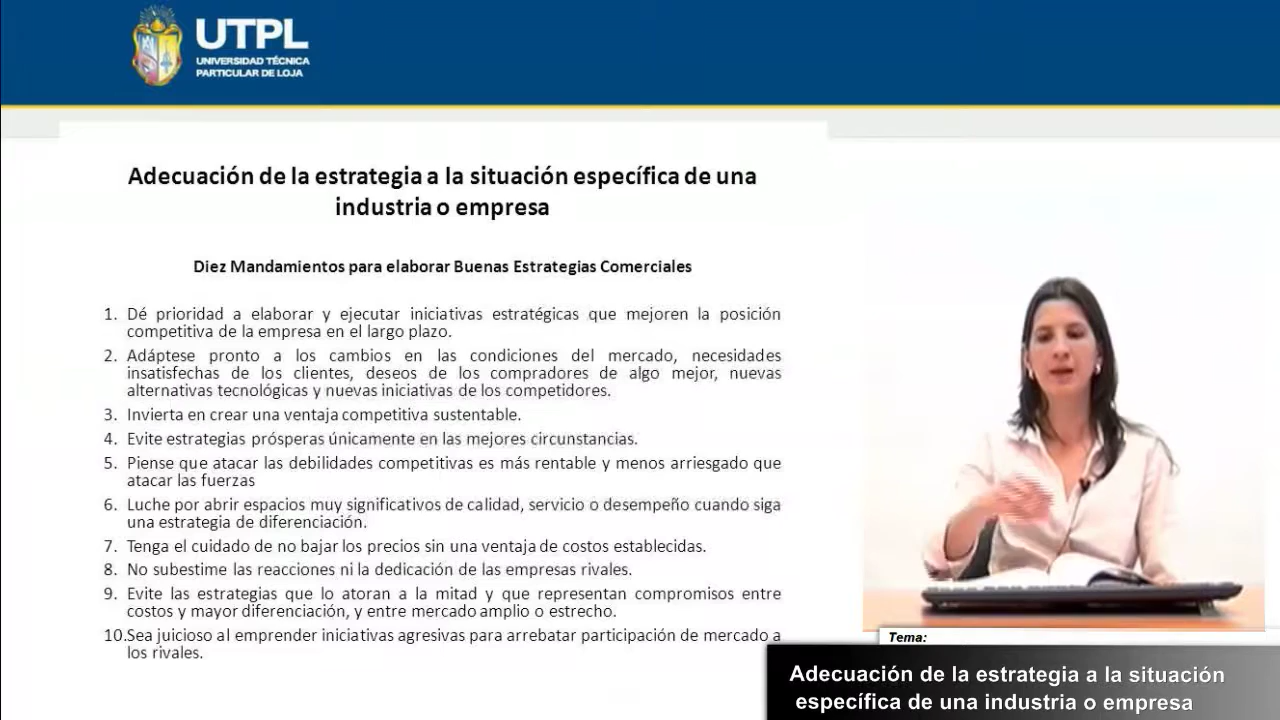 UTPL
UNIVERSIDAD TÉCNICA
PARTICULAR DE LOJA
Adecuación de la estrategia a la situación específica de una
industria o empresa
Diez Mandamientos para elaborar Buenas Estrategias Comerciales
1. Dé prioridad a elaborar y ejecutar iniciativas estratégicas que mejoren la posición
competitiva de la empresa en el largo plazo.
2. Adáptese pronto a los cambios en las condiciones del mercado, necesidades
insatisfechas de los clientes, deseos de los compradores de algo mejor, nuevas
alternativas tecnológicas y nuevas iniciativas de los competidores.
3. Invierta en crear una ventaja competitiva sustentable.
4. Evite estrategias prósperas únicamente en las mejores circunstancias.
5. Piense que atacar las debilidades competitivas es más rentable y menos arriesgado que
atacar las fuerzas
6. Luche por abrir espacios muy significativos de calidad, servicio o desempeño cuando siga
una estrategia de diferenciación.
7. Tenga el cuidado de no bajar los precios sin una ventaja de costos establecidas.
8. No subestime las reacciones ni la dedicación de las empresas rivales.
9. Evite las estrategias que lo atoran a la mitad y que representan compromisos entre
costos y mayor diferenciación, y entre mercado amplio o estrecho.
10.Sea juicioso al emprender iniciativas agresivas para arrebatar participación de mercado a
los rivales.
Tema:
Adecuación de la estrategia a la situación
específica de una industria o empresa